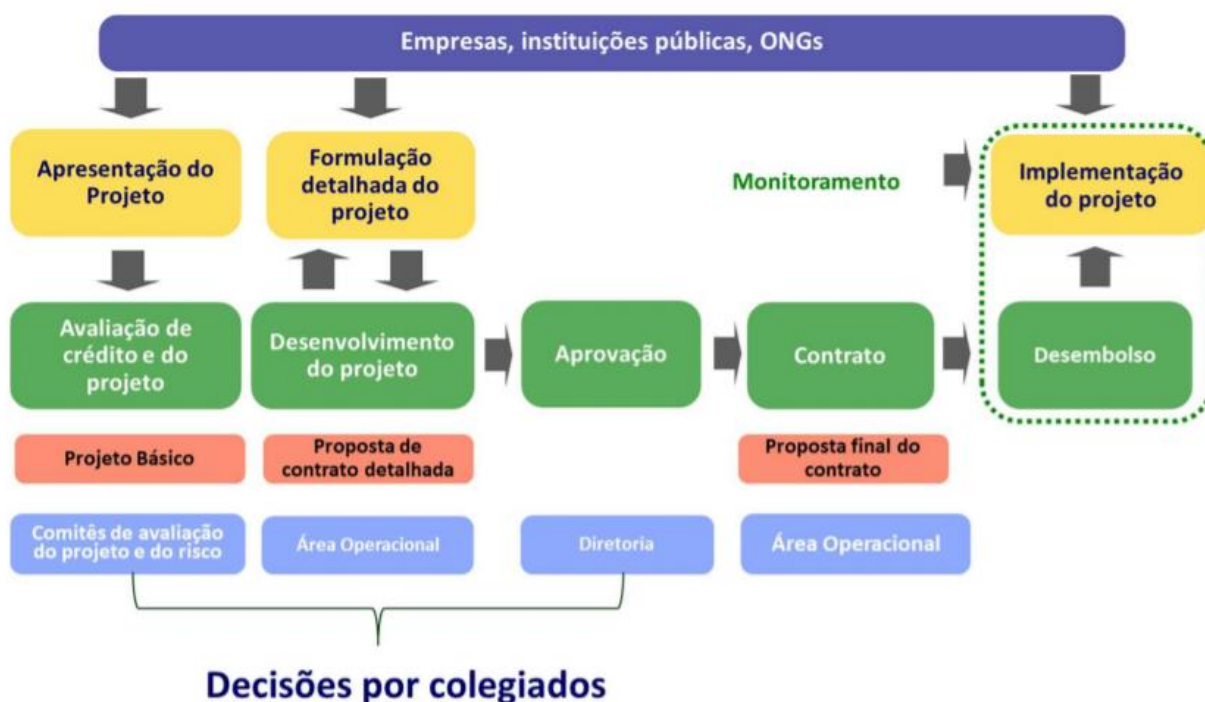 Empresas, instituições públicas, ONGs
Apresentação do
Projeto
Formulação
detalhada do
projeto
Monitoramento
Implementação
do projeto
Avaliação de
crédito e do
projeto
Desenvolvimento
do projeto
Aprovação
Contrato
Desembolso
Projeto Básico
Proposta de
contrato detalhada
Proposta final do
contrato
Comitês de avaliação
do projeto e do risco
Área Operacional
Diretoria
Área Operacional
Decisões por colegiados